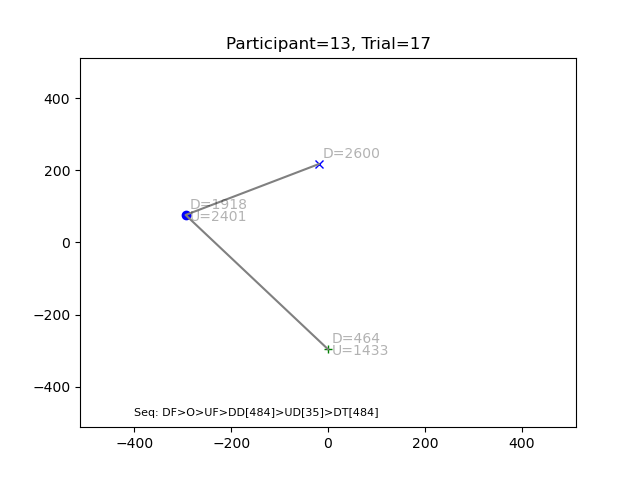 Participant=13, Trial=17
400
200
0
−200
−400
D=2600
D=1918
U=2401
D=464
U=1433
Seq: DF>O>UF>DD[484]>UD[35]>DT[484]
−400
−200
0
200
400